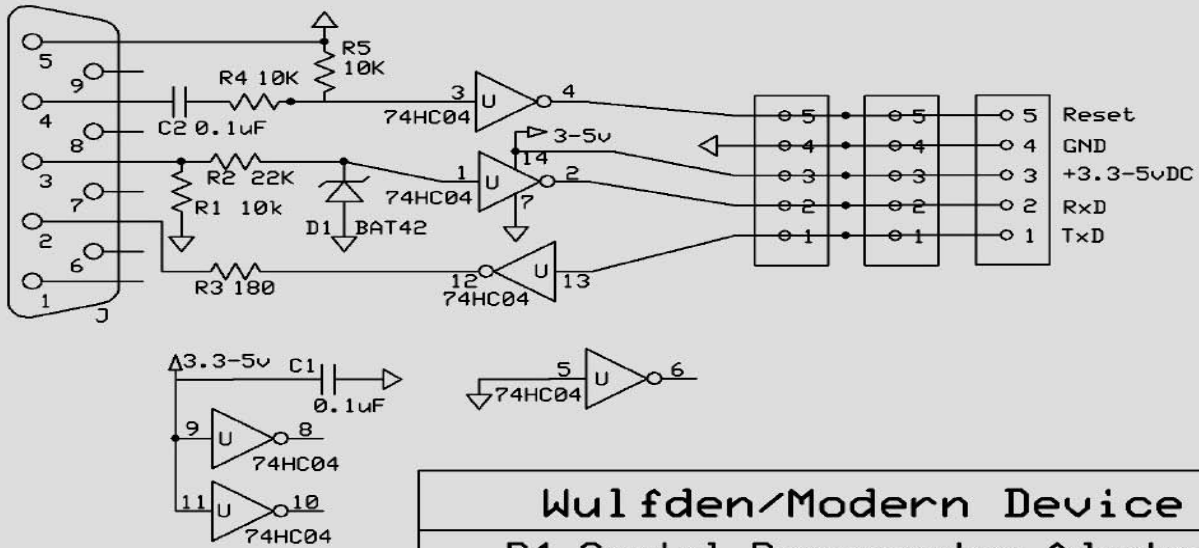 R5
10K
5
9
R4 10K
4
3
U
4
C2 0.1uF
74HC04
8
5
5
5
Reset
3-5v
4
4
4
GND
3
14
R2 22K
1
U
2
3
3
3
+3.3-5vDC
7
R1 10k
74HC04
7
2
2
2
RxD
D1 BAT42
2
1
1
1
TxD
6
12
U
13
R3 180
74HC04
1
J
3.3-5v
C1
0.1uF
5
U
6
74HC04
9
U
8
74HC04
11
U
10
74HC04
Wulfden/Modern Device